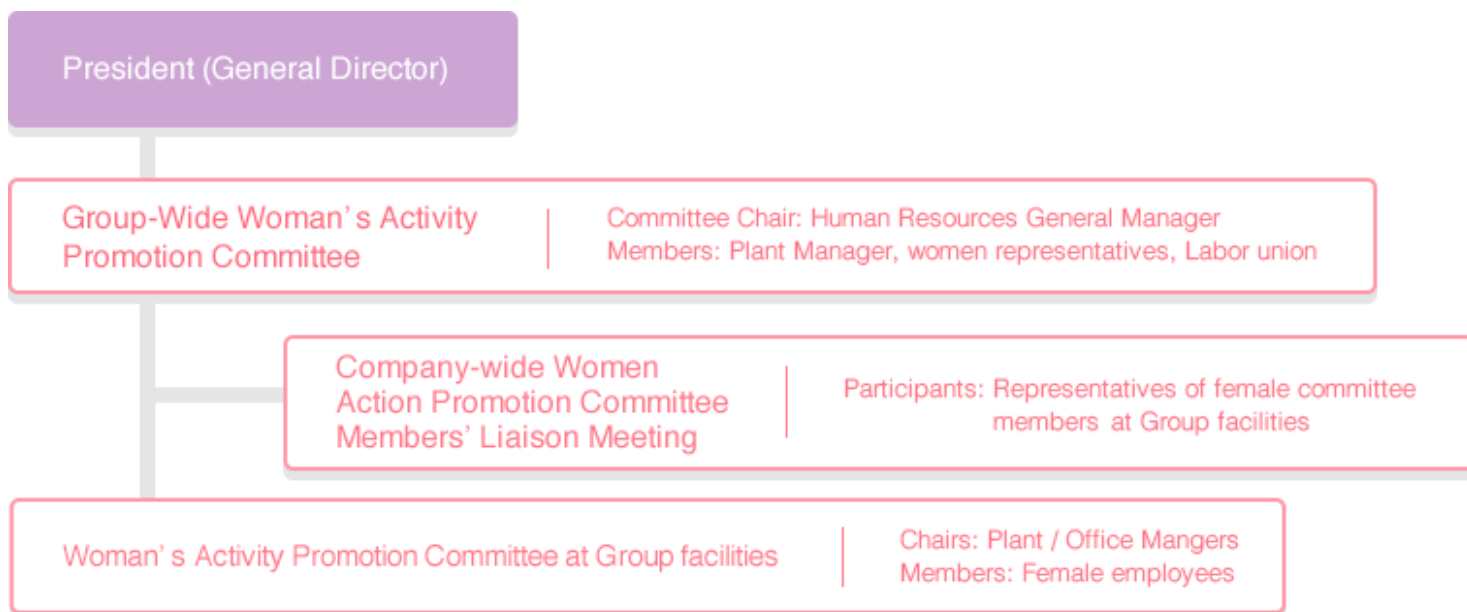 President (General Director)
Group-Wide Woman's Activity
Promotion Committee
Committee Chair: Human Resources General Manager
Members: Plant Manager, women representatives, Labor union
Company-wide Women
Action Promotion Committee
Members' Liaison Meeting
Participants: Representatives of female committee
members at Group facilities
Woman's Activity Promotion Committee at Group facilities
Chairs: Plant / Office Mangers
Members: Female employees